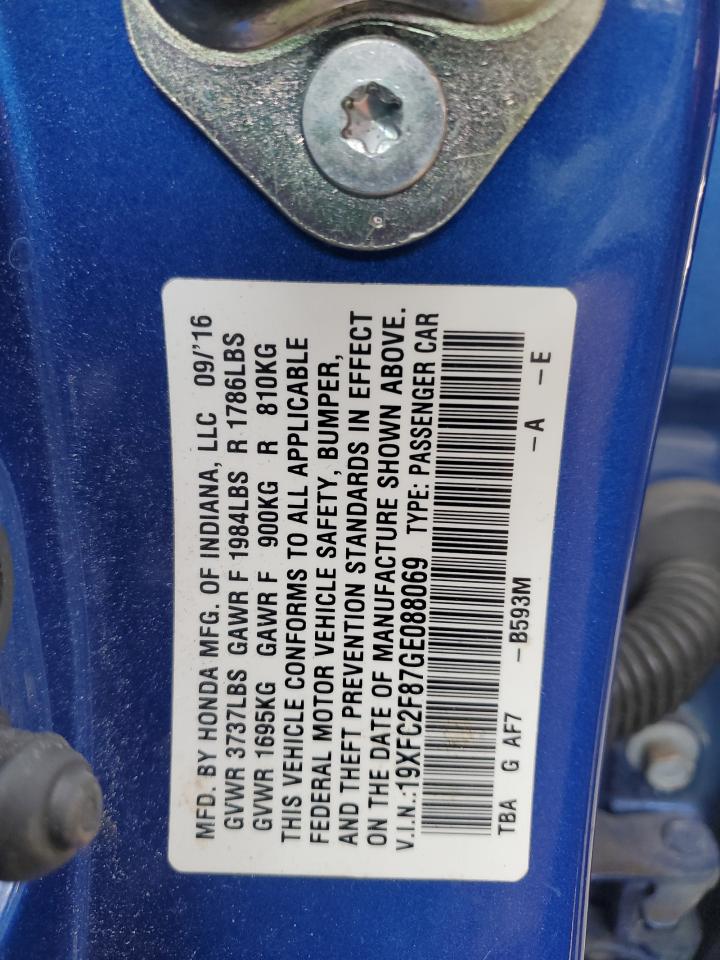 MFD. BY HONDA MFG. OF INDIANA, LLC 09/'16
GVWR 3737LBS GAWR F 1984LBS R 1786LBS
GVWR 1695KG GAWR F 900KG R 810KG
THIS VEHICLE CONFORMS TO ALL APPLICABLE
FEDERAL MOTOR VEHICLE SAFETY, BUMPER,
AND THEFT PREVENTION STANDARDS IN EFFECT
ON THE DATE OF MANUFACTURE SHOWN ABOVE.
V.I.N.:19XFC2F87GE088069 TYPE: PASSENGER CAR
TBA G AF7 -B593M -A -E